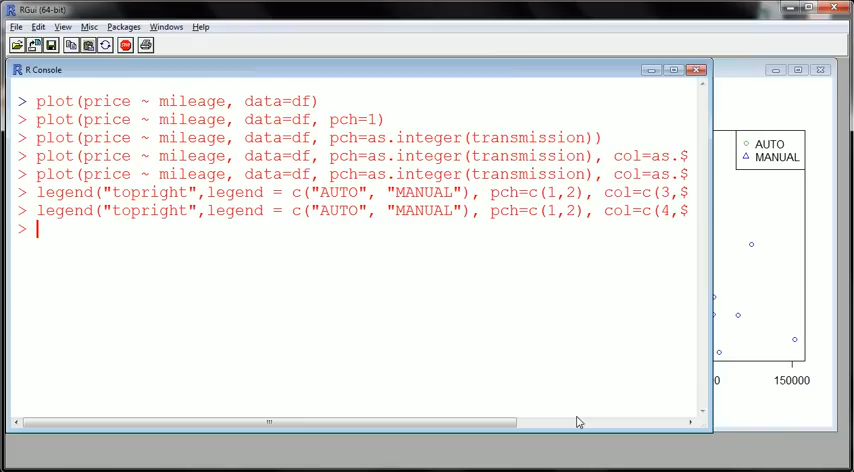 RGui (64-bit)
File Edit View Misc Packages Windows Help
STOP
R Console
> plot(price ~ mileage, data=df)
> plot(price ~ mileage, data=df, pch=1)
> plot(price ~ mileage, data=df, pch=as.integer(transmission))
> plot(price ~ mileage, data=df, pch=as.integer(transmission), col=as.$
> plot(price ~ mileage, data=df, pch=as.integer(transmission), col=as.$
> legend("topright",legend = c("AUTO", "MANUAL"), pch=c(1,2), col=c(3,$
> legend("topright",legend = c("AUTO", "MANUAL"), pch=c(1,2), col=c(4,$
>
AUTO
MANUAL
00
150000